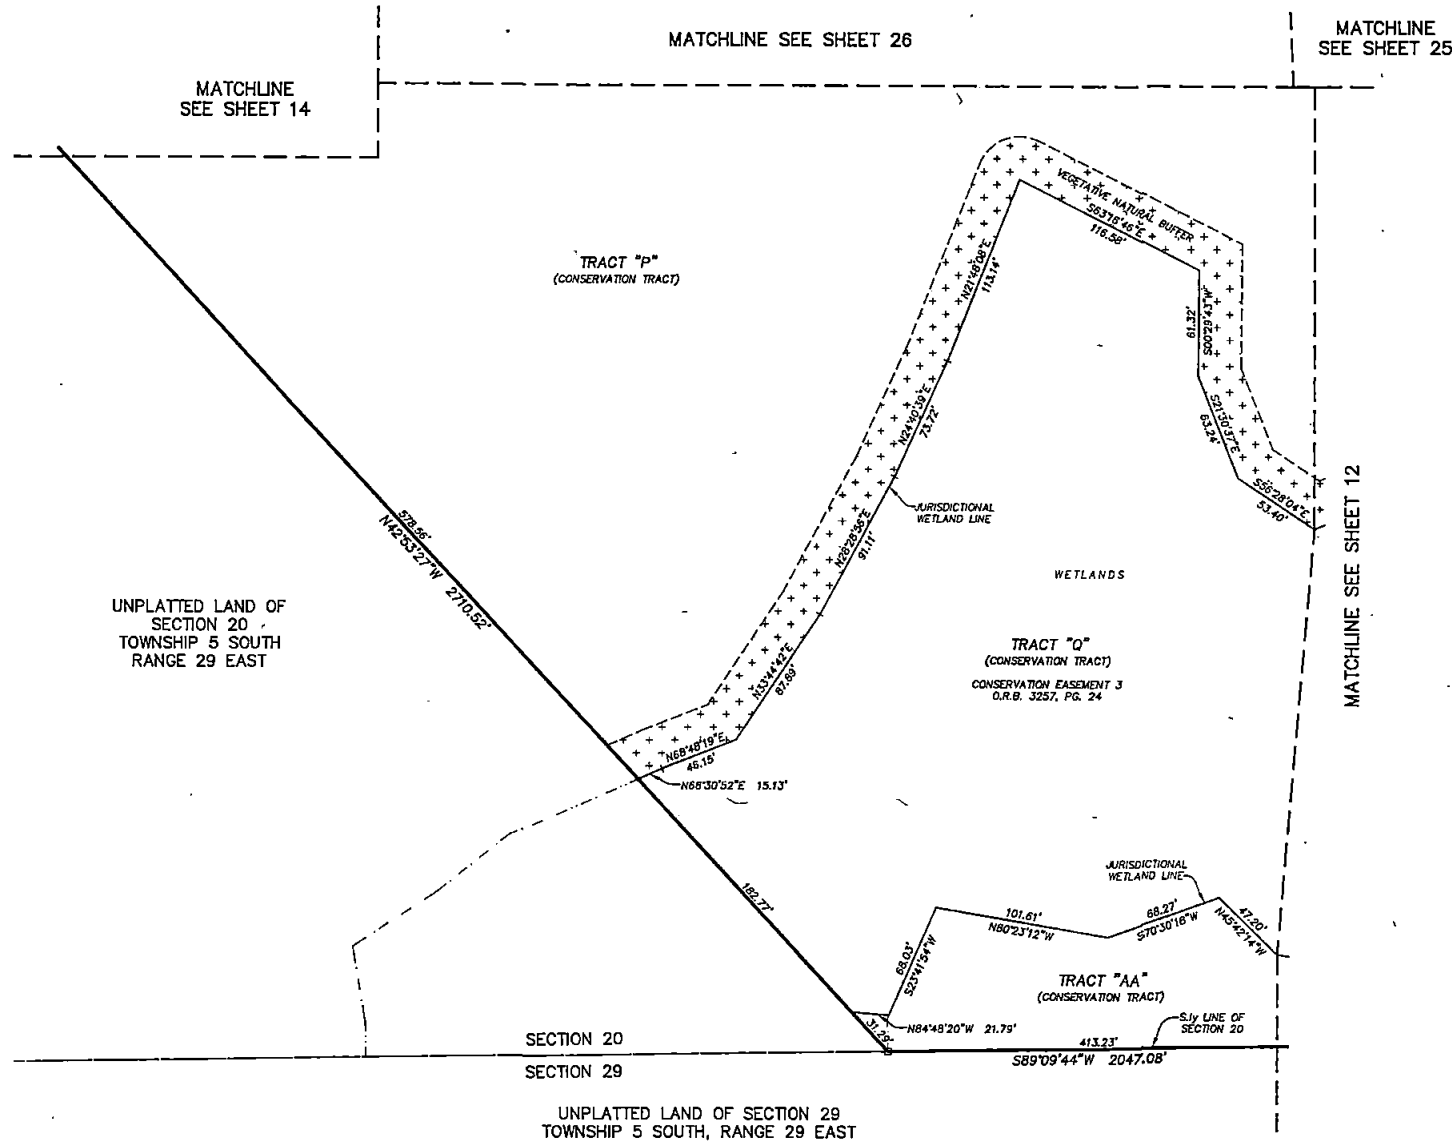 MATCHLINE SEE SHEET 26
MATCHLINE
SEE SHEET 25
MATCHLINE
SEE SHEET 14
TRACT "P"
(CONSERVATION TRACT)
VEGETATIVE NATURAL BUFFER
S63°16'46"E
116.58'
N21°48'08"E
113.14'
61.32'
S00°29'43"W
N24°40'39"E
73.72'
S21°30'37"E
63.24'
S56°28'04"E
53.40'
JURISDICTIONAL
WETLAND LINE
N28°28'56"E
91.11'
MATCHLINE SEE SHEET 12
578.56'
N42°53'27"W 2710.52'
WETLANDS
UNPLATTED LAND OF
SECTION 20
TOWNSHIP 5 SOUTH
RANGE 29 EAST
TRACT "Q"
(CONSERVATION TRACT)
CONSERVATION EASEMENT 3
O.R.B. 3257, PG. 24
N33°44'42"E
87.89'
N68°48'19"E
46.15'
N66°30'52"E 15.13'
182.77'
JURISDICTIONAL
WETLAND LINE
101.61'
N80°23'12"W
68.27'
S70°30'16"W
47.20'
N45°42'14"W
68.03'
S23°41'54"W
TRACT "AA"
(CONSERVATION TRACT)
31.29'
N84°48'20"W 21.79'
S.ly LINE OF
SECTION 20
SECTION 20
413.23'
S89°09'44"W 2047.08'
SECTION 29
UNPLATTED LAND OF SECTION 29
TOWNSHIP 5 SOUTH, RANGE 29 EAST